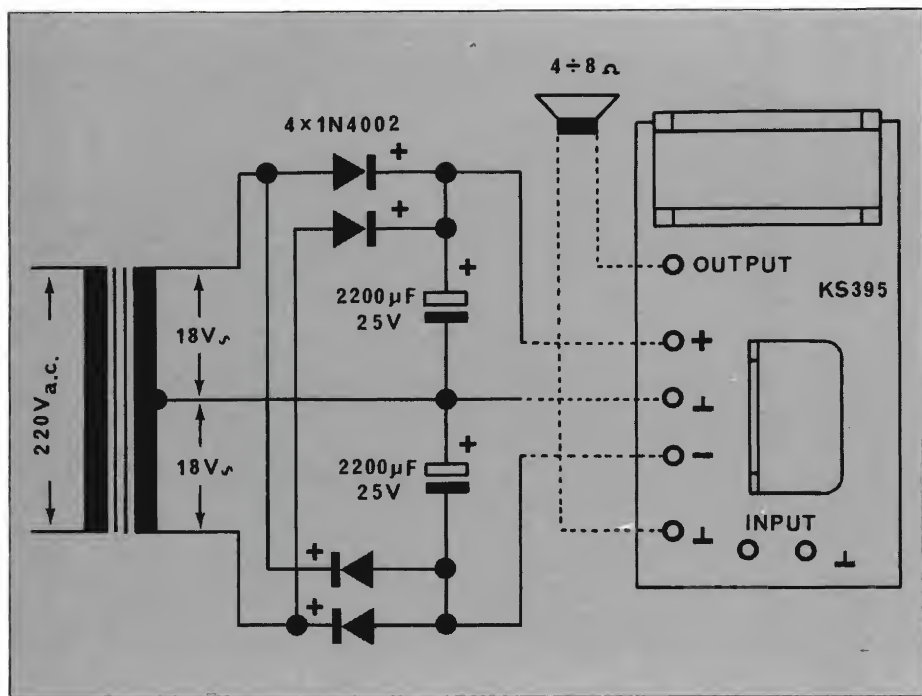 4÷8 Ω
4×1N4002
+
+
OUTPUT
KS395
+
2200µF
25V
18V~
+
220Va.c.
⊥
+
18V~
2200µF
25V
-
INPUT
⊥
⊥
+
+